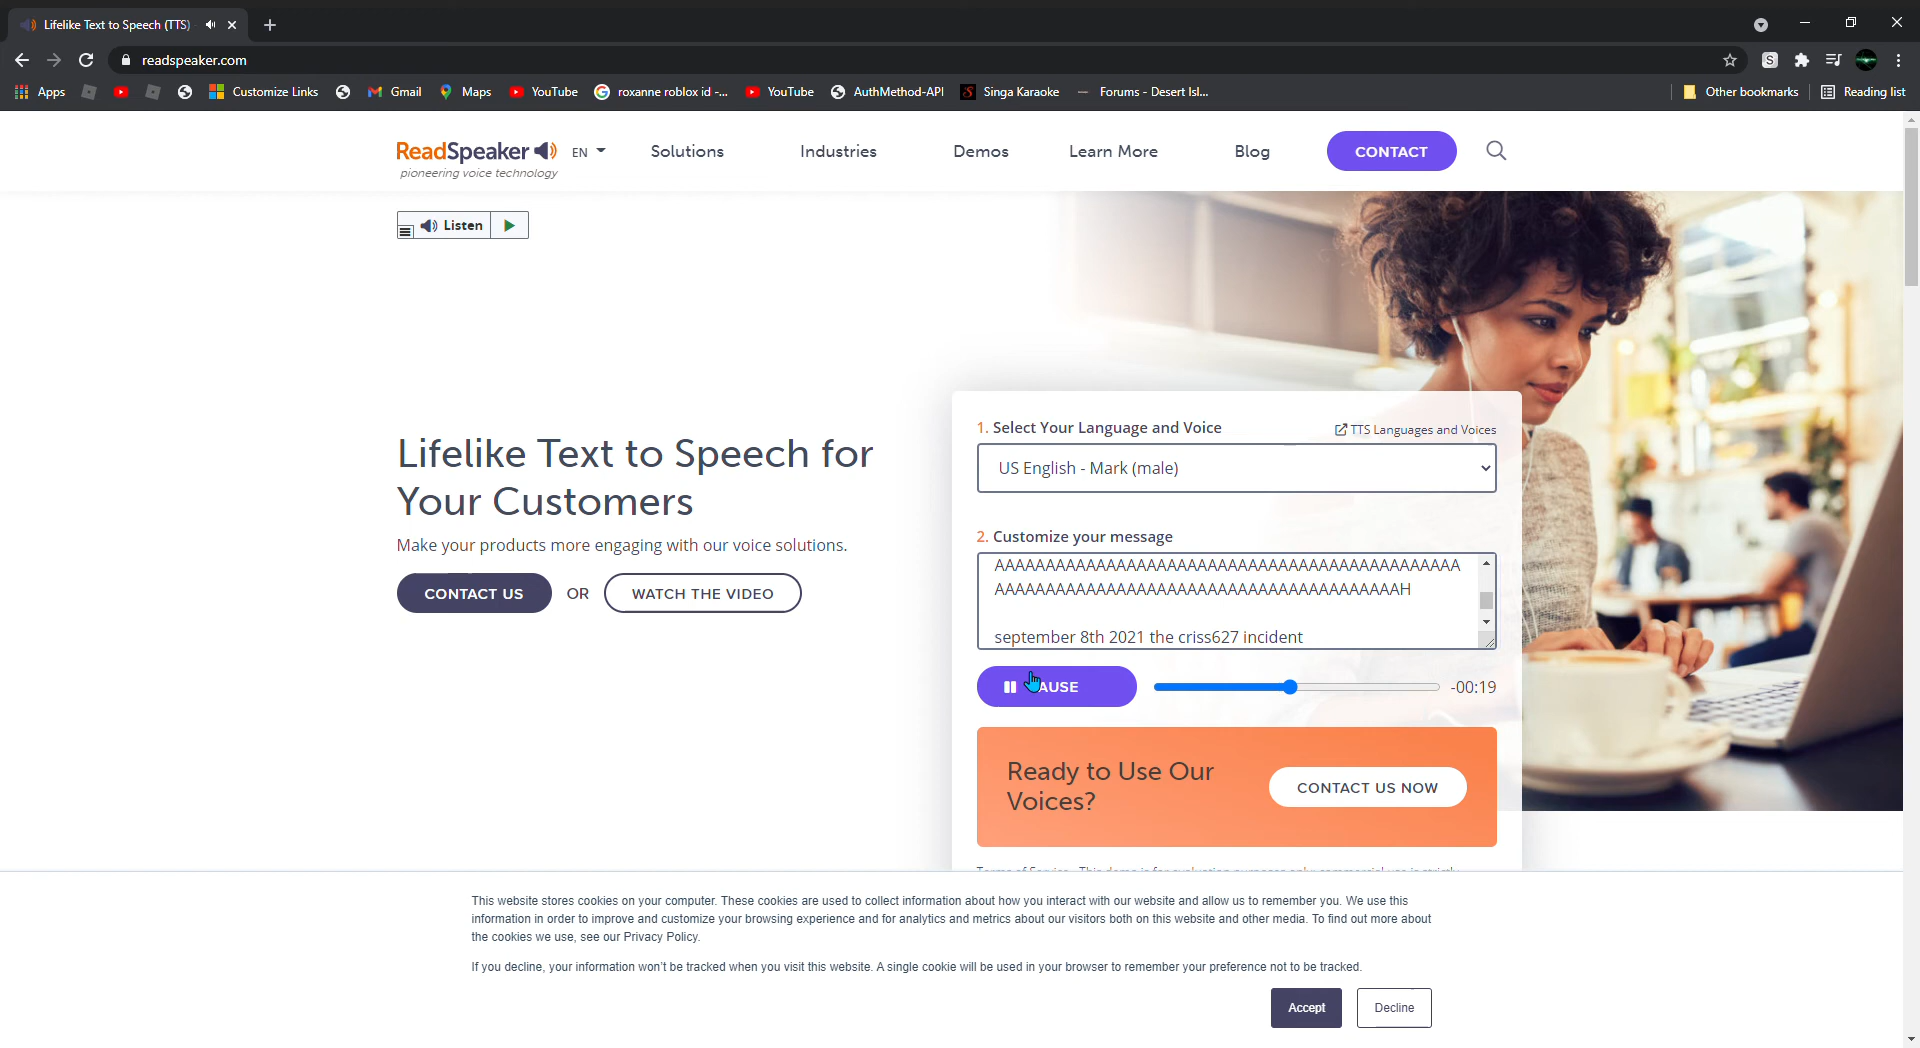 Lifelike Text to Speech (TTS)
readspeaker.com
Apps
Customize Links
Gmail
Maps
YouTube
roxanne roblox id -...
YouTube
AuthMethod-API
Singa Karaoke
Forums - Desert Isl...
Other bookmarks
Reading list
ReadSpeaker
pioneering voice technology
EN
Solutions
Industries
Demos
Learn More
Blog
CONTACT
Listen
Lifelike Text to Speech for
Your Customers
Make your products more engaging with our voice solutions.
CONTACT US
OR
WATCH THE VIDEO
1. Select Your Language and Voice
TTS Languages and Voices
US English - Mark (male)
2. Customize your message
september 8th 2021 the criss627 incident
-00:19
Ready to Use Our
Voices?
CONTACT US NOW
This website stores cookies on your computer. These cookies are used to collect information about how you interact with our website and allow us to remember you. We use this
information in order to improve and customize your browsing experience and for analytics and metrics about our visitors both on this website and other media. To find out more about
the cookies we use, see our Privacy Policy.
If you decline, your information won't be tracked when you visit this website. A single cookie will be used in your browser to remember your preference not to be tracked.
Accept
Decline